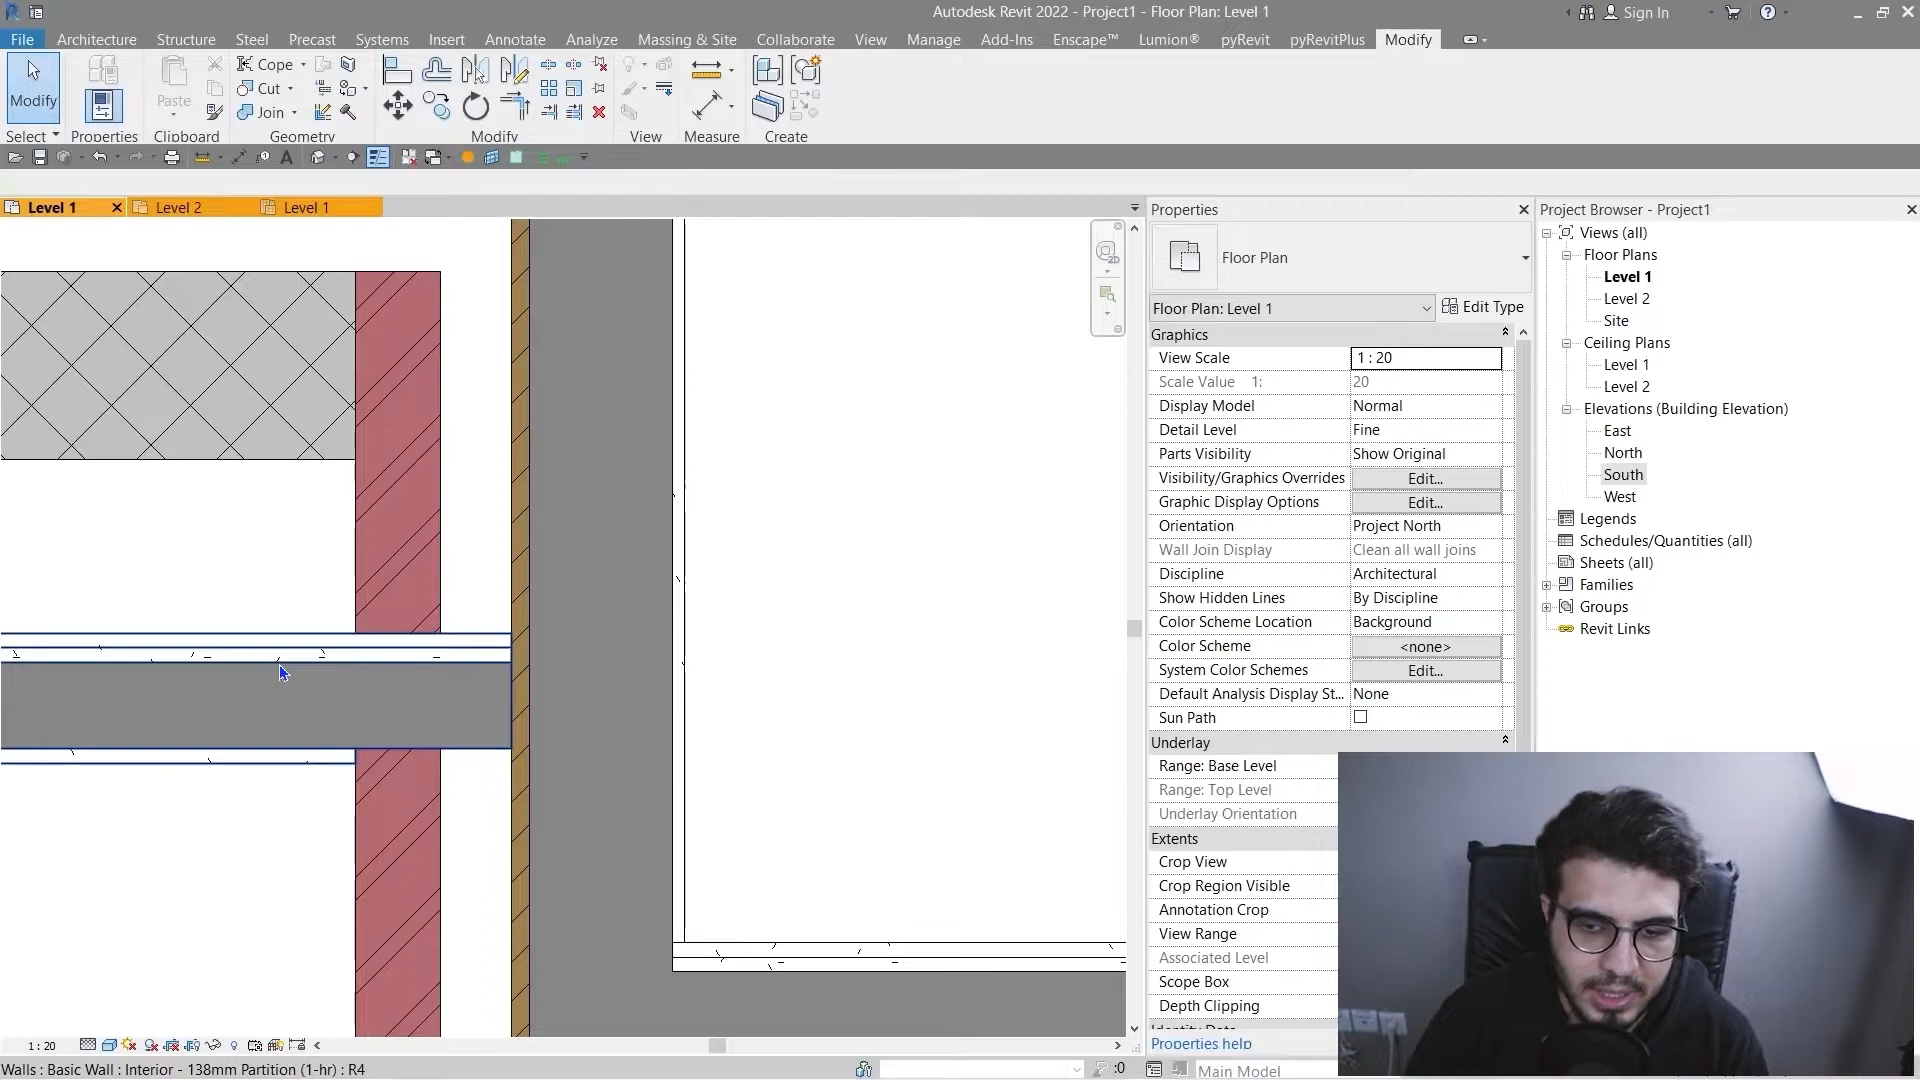 Autodesk Revit 2022 - Project1 - Floor Plan: Level 1
Sign In
File Architecture Structure Steel Precast Systems Insert Annotate Analyze Massing & Site Collaborate View Manage Add-Ins Enscape™ Lumion® pyRevit pyRevitPlus Modify
Modify
Paste
Cope
Cut
Join
Select Properties Clipboard Geometry Modify View Measure Create
Level 1
Level 2
Level 1
2D
Properties
Floor Plan
Floor Plan: Level 1
Edit Type
Graphics
View Scale 1 : 20
Scale Value 1: 20
Display Model Normal
Detail Level Fine
Parts Visibility Show Original
Visibility/Graphics Overrides Edit...
Graphic Display Options Edit...
Orientation Project North
Wall Join Display Clean all wall joins
Discipline Architectural
Show Hidden Lines By Discipline
Color Scheme Location Background
Color Scheme <none>
System Color Schemes Edit...
Default Analysis Display St... None
Sun Path
Underlay
Range: Base Level
Range: Top Level
Underlay Orientation
Extents
Crop View
Crop Region Visible
Annotation Crop
View Range
Associated Level
Scope Box
Depth Clipping
Identity Data
Properties help
Project Browser - Project1
Views (all)
Floor Plans
Level 1
Level 2
Site
Ceiling Plans
Level 1
Level 2
Elevations (Building Elevation)
East
North
South
West
Legends
Schedules/Quantities (all)
Sheets (all)
Families
Groups
Revit Links
1 : 20
Walls : Basic Wall : Interior - 138mm Partition (1-hr) : R4
:0
Main Model